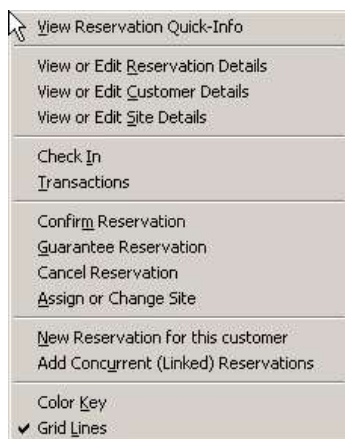 View Reservation Quick-Info
View or Edit Reservation Details
View or Edit Customer Details
View or Edit Site Details
Check In
Transactions
Confirm Reservation
Guarantee Reservation
Cancel Reservation
Assign or Change Site
New Reservation for this customer
Add Concurrent (Linked) Reservations
Color Key
Grid Lines